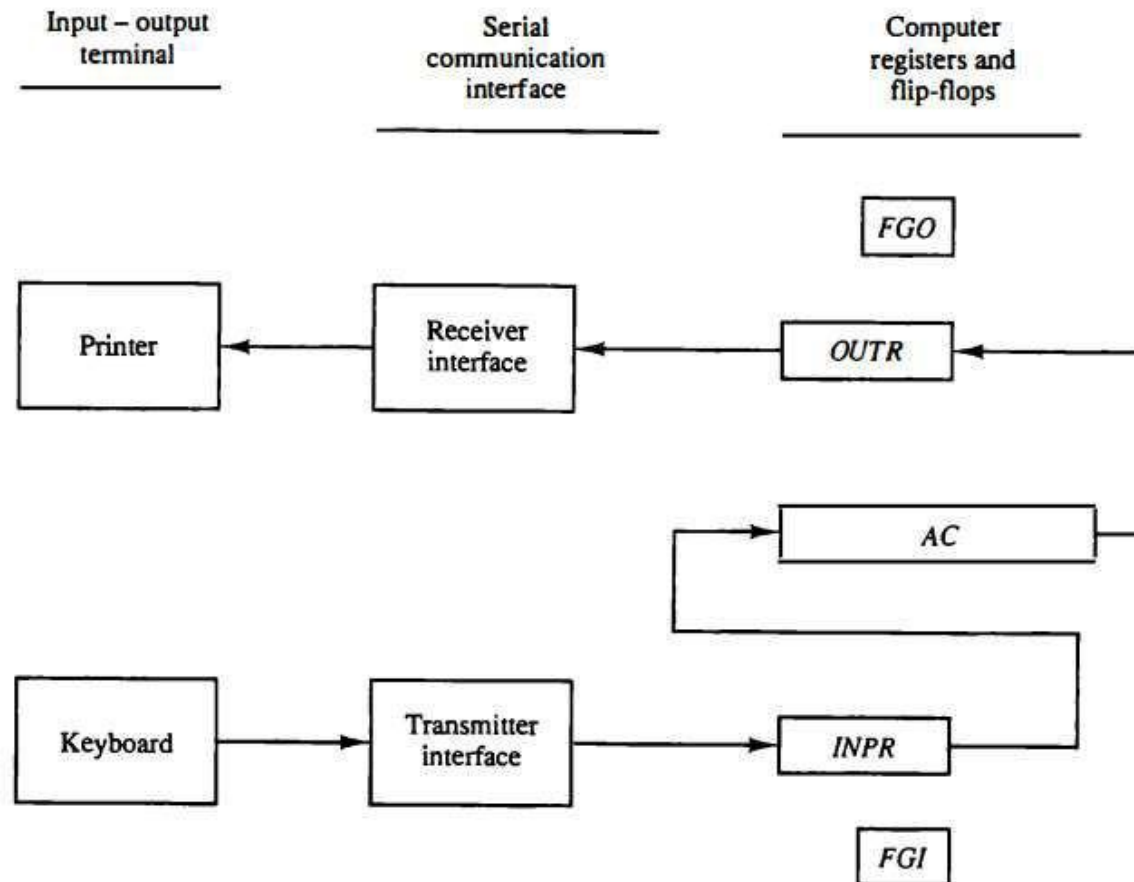 Input – output
terminal
Serial
communication
interface
Computer
registers and
flip-flops
FGO
Printer
Receiver
interface
OUTR
AC
Keyboard
Transmitter
interface
INPR
FGI